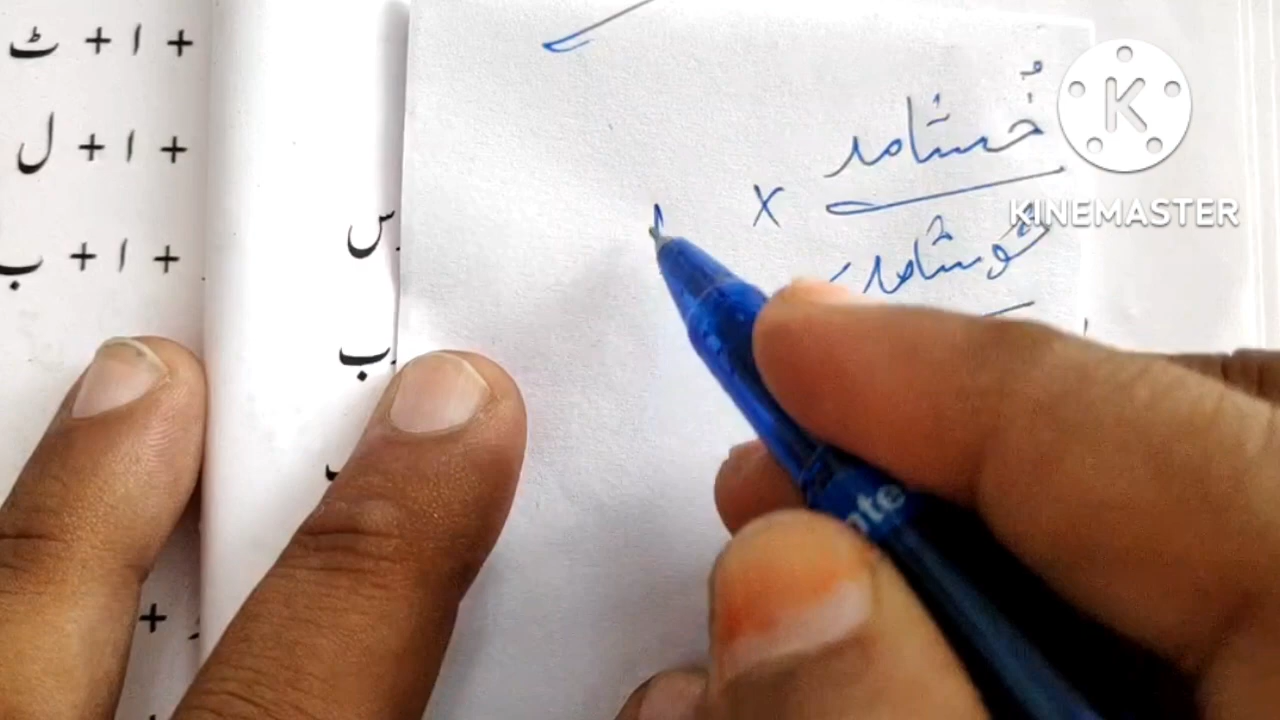 + ا + ٹ
+ ا + ل
+ ا + ب
س
ب
+
خُشامد
×
خوشامد
KINEMASTER